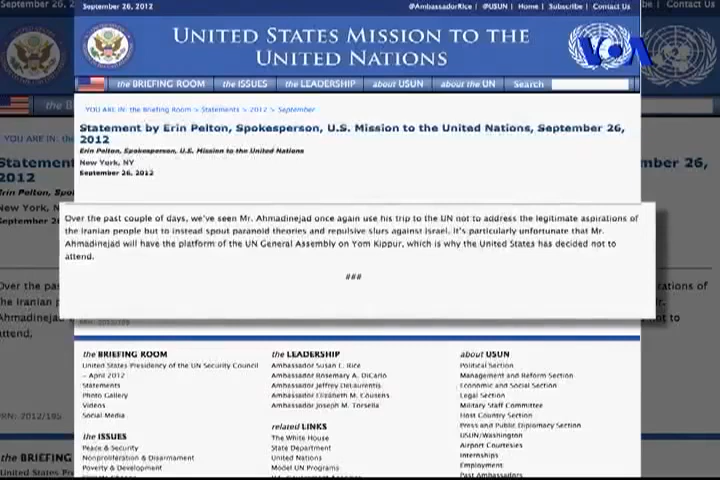 September 26, 2012
@AmbassadorRice | @USUN | Home | Subscribe | Contact Us
UNITED STATES MISSION TO THE
UNITED NATIONS
VOA
the BRIEFING ROOM
the ISSUES
the LEADERSHIP
about USUN
about the UN
Search
YOU ARE IN: the Briefing Room > Statements > 2012 > September
Statement by Erin Pelton, Spokesperson, U.S. Mission to the United Nations, September 26,
2012
Erin Pelton, Spokesperson, U.S. Mission to the United Nations
New York, NY
September 26, 2012
Over the past couple of days, we've seen Mr. Ahmadinejad once again use his trip to the UN not to address the legitimate aspirations of
the Iranian people but to instead spout paranoid theories and repulsive slurs against Israel. It's particularly unfortunate that Mr.
Ahmadinejad will have the platform of the UN General Assembly on Yom Kippur, which is why the United States has decided not to
attend.
###
the BRIEFING ROOM
United States Presidency of the UN Security Council
- April 2012
Statements
Photo Gallery
Videos
Social Media
the ISSUES
Peace & Security
Nonproliferation & Disarmament
Poverty & Development
the LEADERSHIP
Ambassador Susan E. Rice
Ambassador Rosemary A. DiCarlo
Ambassador Jeffrey DeLaurentis
Ambassador Elizabeth M. Cousens
Ambassador Joseph M. Torsella
related LINKS
The White House
State Department
United Nations
Model UN Programs
about USUN
Political Section
Management and Reform Section
Economic and Social Section
Legal Section
Military Staff Committee
Host Country Section
Press and Public Diplomacy Section
USUN/Washington
Airport Courtesies
Internships
Employment
Past Ambassadors